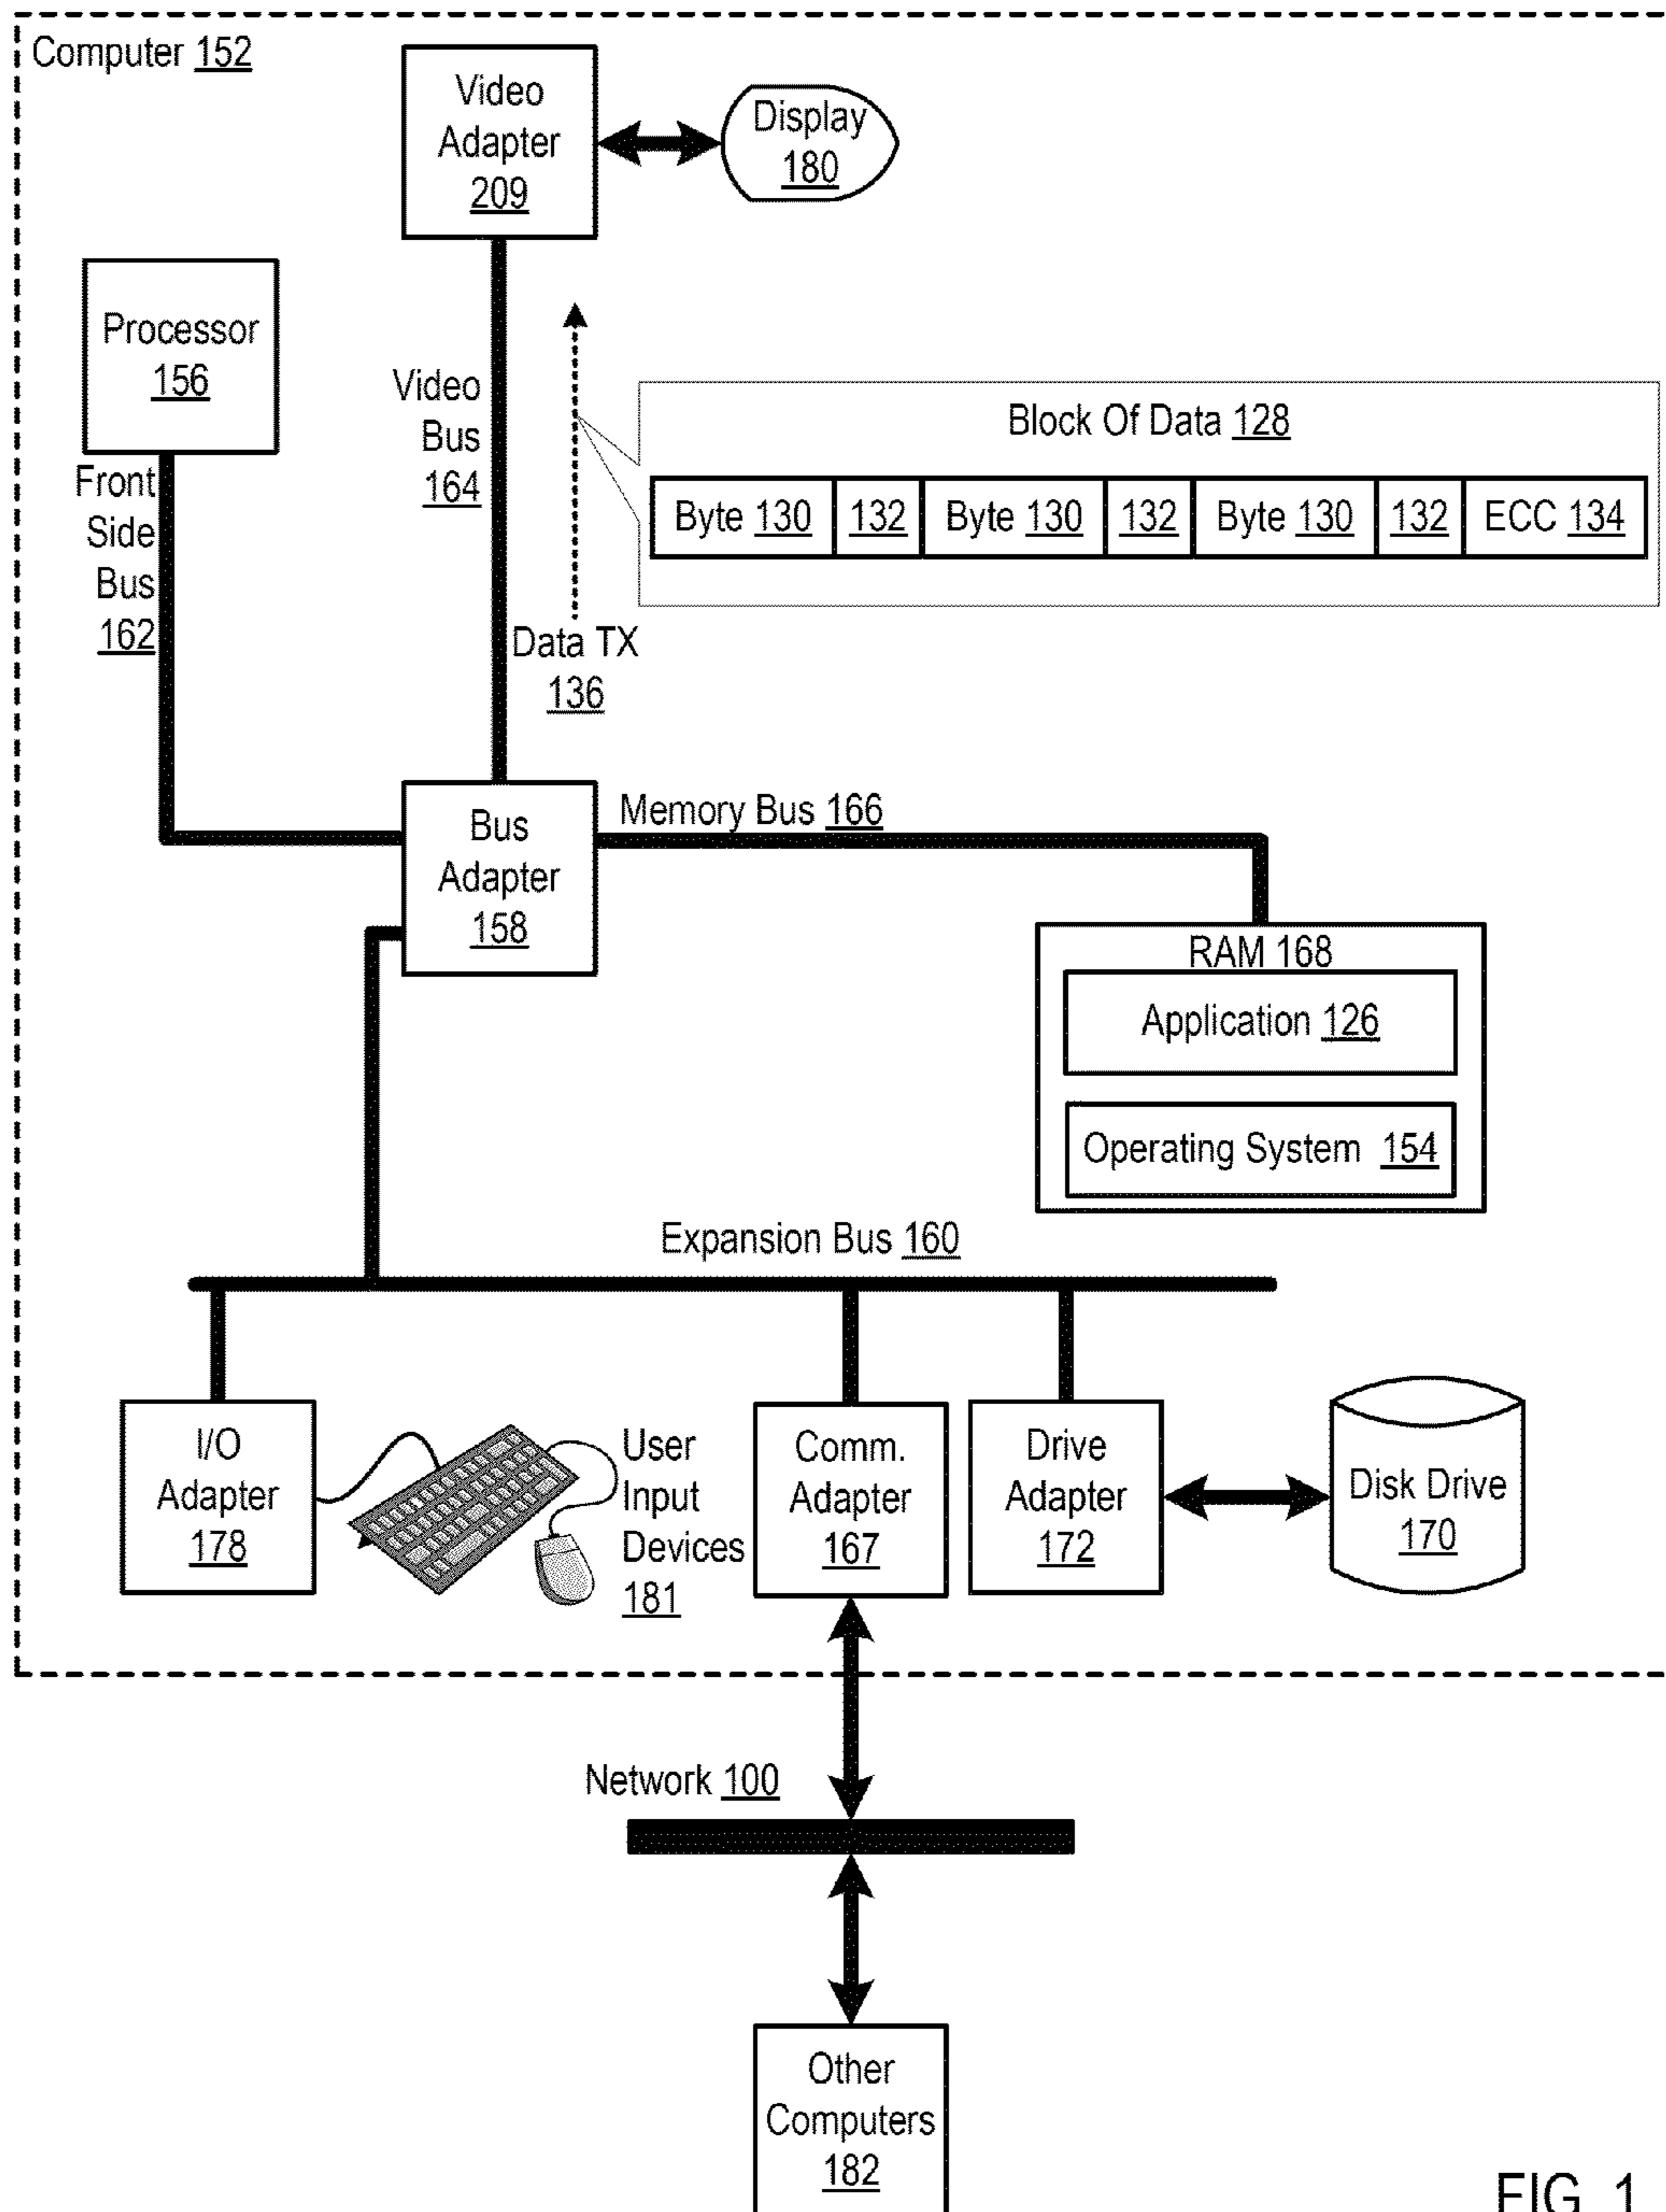 Computer 152
Video
Adapter
209
Display
180
Processor
156
Front
Side
Bus
162
Video
Bus
164
Block Of Data 128
Byte 130 132 Byte 130 132 Byte 130 132 ECC 134
Data TX
136
Bus
Adapter
158
Memory Bus 166
RAM 168
Application 126
Operating System 154
Expansion Bus 160
I/O
Adapter
178
User
Input
Devices
181
Comm.
Adapter
167
Drive
Adapter
172
Disk Drive
170
Network 100
Other
Computers
182
FIG. 1